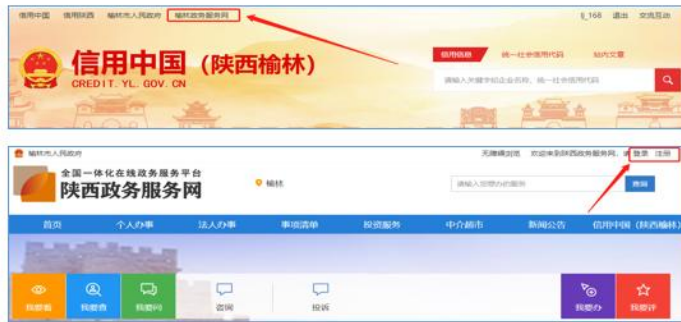 信用中国 信用陕西 榆林市人民政府 榆林政务服务网
lj_168 退出 交流互动
信用中国(陕西榆林)
CREDIT. YL. GOV. CN
信用信息 统一社会信用代码 站内文章
请输入关键字如企业名称、统一社会信用代码
榆林市人民政府
无障碍浏览 欢迎来到陕西政务服务网,请 登录 注册
全国一体化在线政务服务平台
陕西政务服务网
榆林
请输入您想办的服务
查询
首页 个人办事 法人办事 事项清单 投资服务 中介超市 新闻公告 信用中国(陕西榆林)
我要看 我要查 我要问 咨询 投诉 我要办 我要评